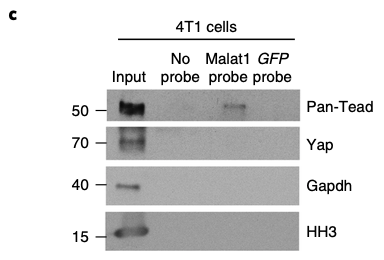 c
4T1 cells
No Malat1 GFP
Input probe probe probe
50 Pan-Tead
70 Yap
40 Gapdh
15 HH3